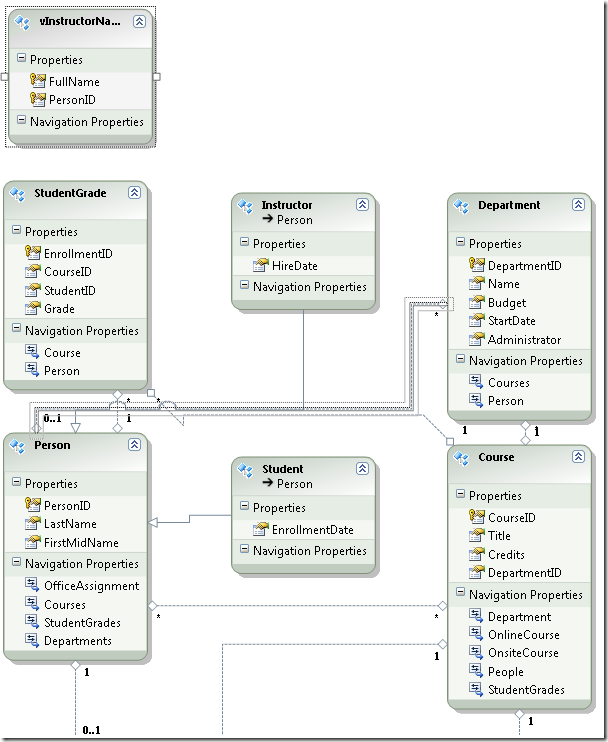 vInstructorNa...
Properties
FullName
PersonID
Navigation Properties
StudentGrade
Properties
EnrollmentID
CourseID
StudentID
Grade
Navigation Properties
Course
Person
Instructor
Person
Properties
HireDate
Navigation Properties
Department
Properties
DepartmentID
Name
Budget
StartDate
Administrator
Navigation Properties
Courses
Person
*
*
*
0..1
1
1
1
Person
Properties
PersonID
LastName
FirstMidName
Navigation Properties
OfficeAssignment
Courses
StudentGrades
Departments
Student
Person
Properties
EnrollmentDate
Navigation Properties
Course
Properties
CourseID
Title
Credits
DepartmentID
Navigation Properties
Department
OnlineCourse
OnsiteCourse
People
StudentGrades
*
*
1
1
0..1
1